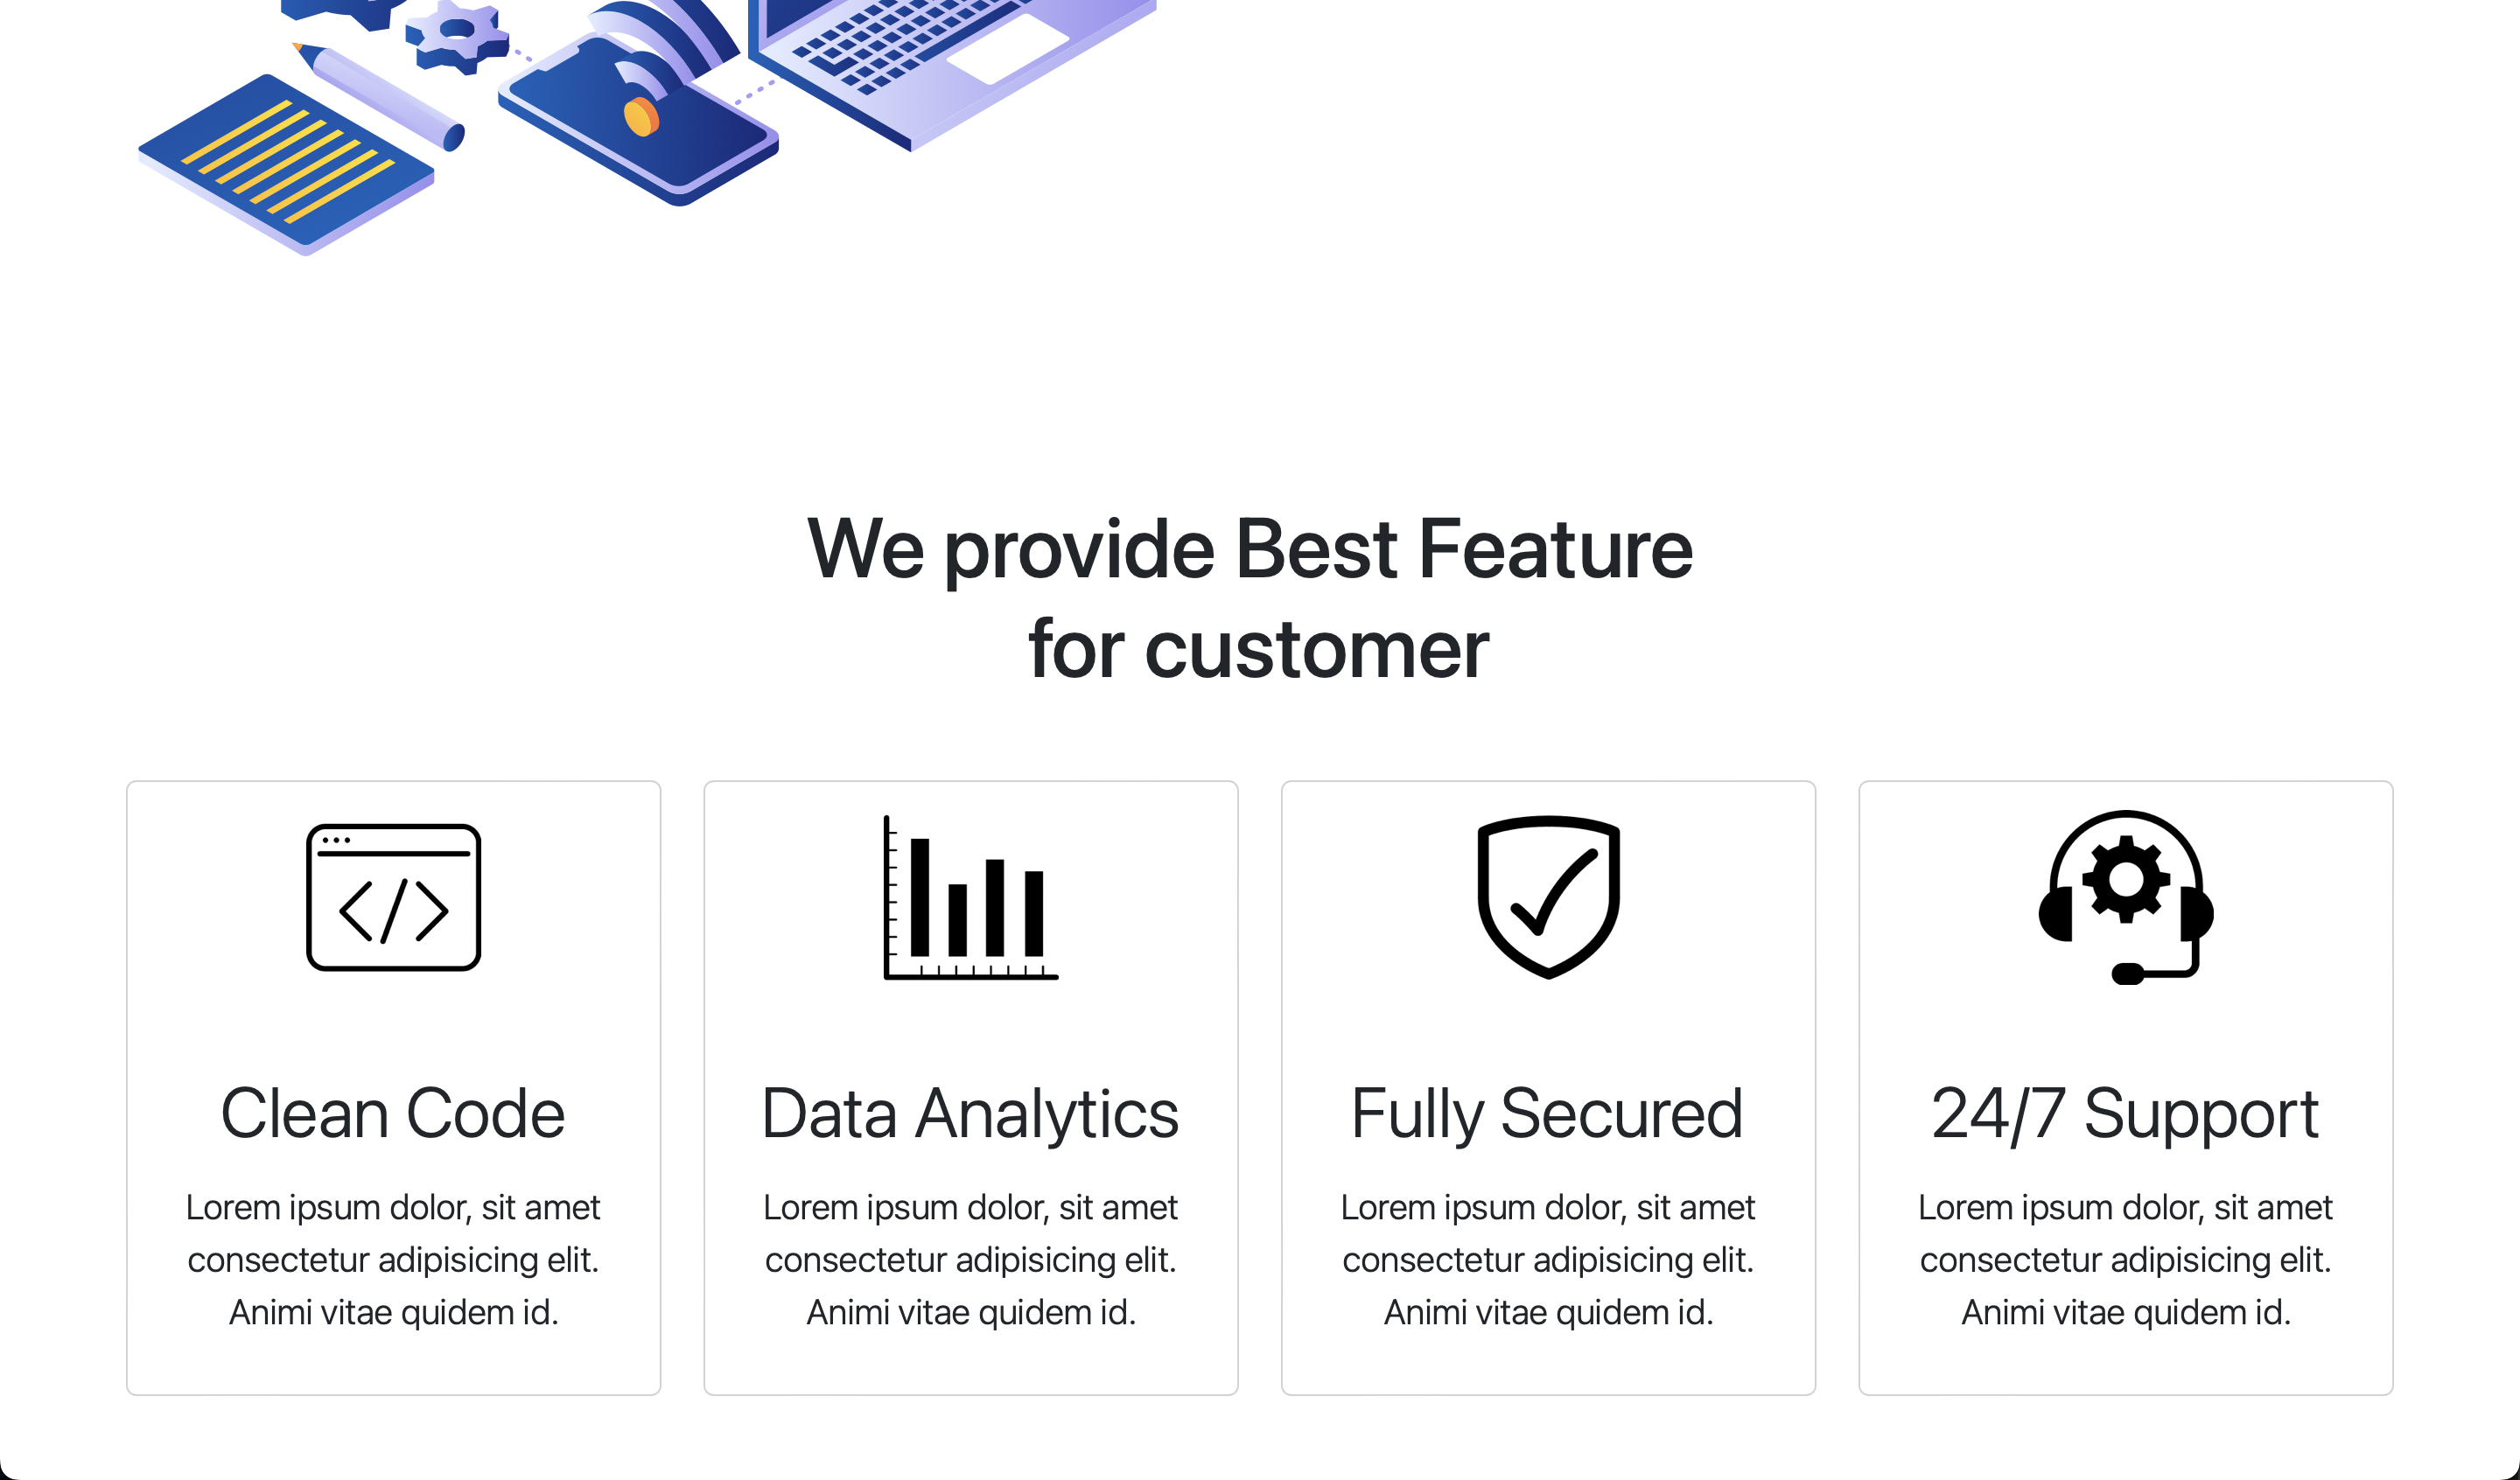 We provide Best Feature
for customer
</>
Clean Code
Lorem ipsum dolor, sit amet
consectetur adipisicing elit.
Animi vitae quidem id.
Data Analytics
Lorem ipsum dolor, sit amet
consectetur adipisicing elit.
Animi vitae quidem id.
Fully Secured
Lorem ipsum dolor, sit amet
consectetur adipisicing elit.
Animi vitae quidem id.
24/7 Support
Lorem ipsum dolor, sit amet
consectetur adipisicing elit.
Animi vitae quidem id.